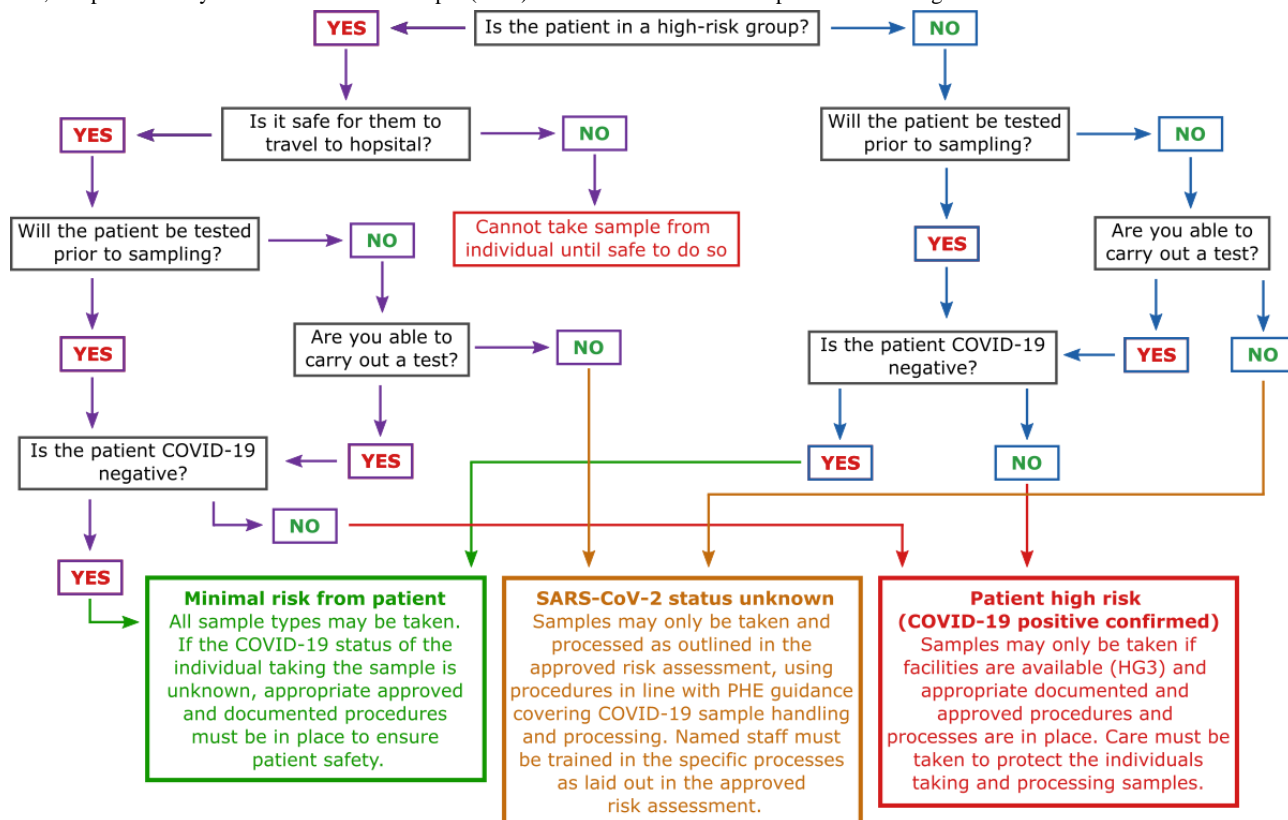 YES
Is the patient in a high-risk group?
NO
YES
Is it safe for them to
travel to hopsital?
NO
Will the patient be tested
prior to sampling?
NO
Will the patient be tested
prior to sampling?
NO
Cannot take sample from
individual until safe to do so
YES
Are you able to
carry out a test?
YES
Are you able to
carry out a test?
NO
Is the patient COVID-19
negative?
YES
NO
Is the patient COVID-19
negative?
YES
YES
NO
NO
YES
Minimal risk from patient
All sample types may be taken.
If the COVID-19 status of the
individual taking the sample is
unknown, appropriate approved
and documented procedures
must be in place to ensure
patient safety.
SARS-CoV-2 status unknown
Samples may only be taken and
processed as outlined in the
approved risk assessment, using
procedures in line with PHE guidance
covering COVID-19 sample handling
and processing. Named staff must
be trained in the specific processes
as laid out in the approved
risk assessment.
Patient high risk
(COVID-19 positive confirmed)
Samples may only be taken if
facilities are available (HG3) and
appropriate documented and
approved procedures and
processes are in place. Care must be
taken to protect the individuals
taking and processing samples.